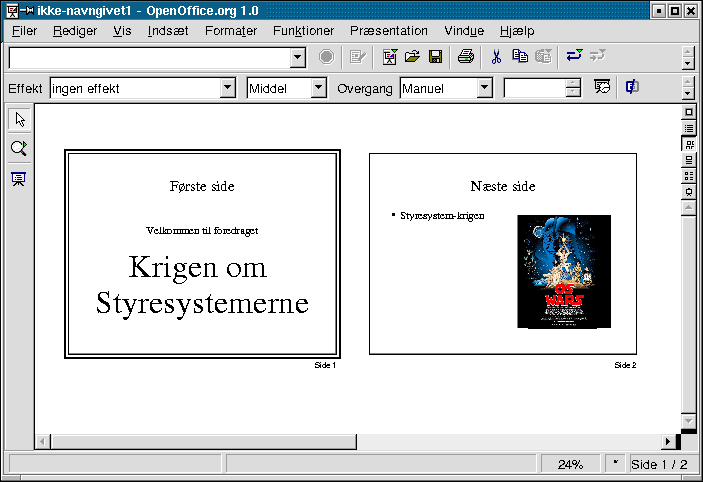 ikke-navngivet1 - OpenOffice.org 1.0
Filer Rediger Vis Indsæt Formater Funktioner Præsentation Vindue Hjælp
Effekt ingen effekt Middel Overgang Manuel
Første side
Velkommen til foredraget
Krigen om
Styresystemerne
Side 1
Næste side
• Styresystem-krigen
OS
WARS
Side 2
24% * Side 1 / 2